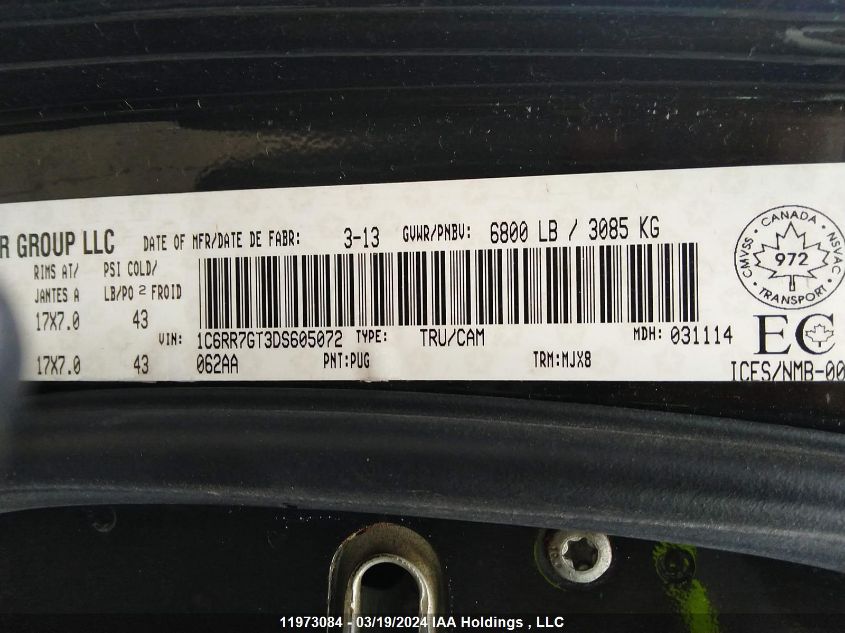 R GROUP LLC DATE OF MFR/DATE DE FABR: 3-13 GVWR/PNBV: 6800 LB / 3085 KG
RIMS AT/ PSI COLD/
JANTES A LB/PO 2 FROID
17X7.0 43
VIN: 1C6RR7GT3DS605072 TYPE: TRU/CAM MDH: 031114
17X7.0 43 062AA PNT:PUG TRM:MJX8
CANADA
CMVSS NSVAC
972
TRANSPORT
EC
ICES/NMB-00
11973084 - 03/19/2024 IAA Holdings , LLC